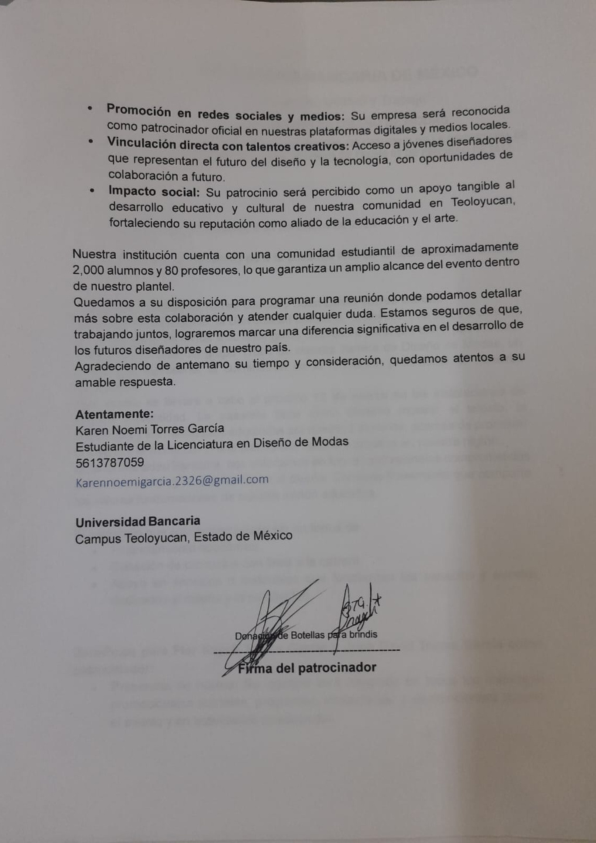 • Promoción en redes sociales y medios: Su empresa será reconocida
como patrocinador oficial en nuestras plataformas digitales y medios locales.
• Vinculación directa con talentos creativos: Acceso a jóvenes diseñadores
que representan el futuro del diseño y la tecnología, con oportunidades de
colaboración a futuro.
• Impacto social: Su patrocinio será percibido como un apoyo tangible al
desarrollo educativo y cultural de nuestra comunidad en Teoloyucan,
fortaleciendo su reputación como aliado de la educación y el arte.
Nuestra institución cuenta con una comunidad estudiantil de aproximadamente
2,000 alumnos y 80 profesores, lo que garantiza un amplio alcance del evento dentro
de nuestro plantel.
Quedamos a su disposición para programar una reunión donde podamos detallar
más sobre esta colaboración y atender cualquier duda. Estamos seguros de que,
trabajando juntos, lograremos marcar una diferencia significativa en el desarrollo de
los futuros diseñadores de nuestro país.
Agradeciendo de antemano su tiempo y consideración, quedamos atentos a su
amable respuesta.
Atentamente:
Karen Noemi Torres García
Estudiante de la Licenciatura en Diseño de Modas
5613787059
Karennoemigarcia.2326@gmail.com
Universidad Bancaria
Campus Teoloyucan, Estado de México
Donación de Botellas para brindis
Firma del patrocinador